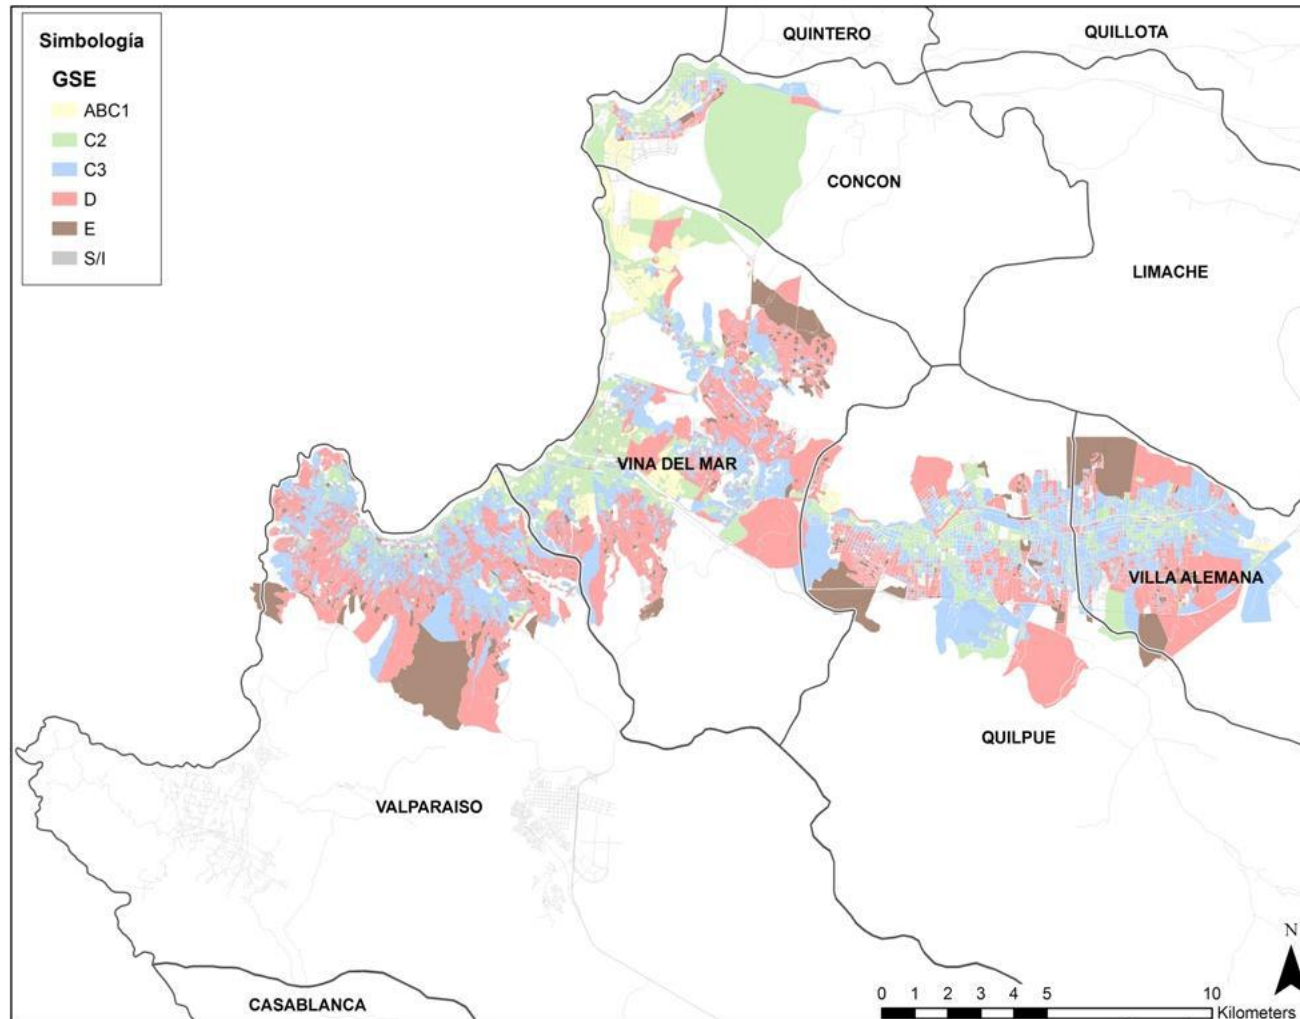 Simbología
GSE
ABC1
C2
C3
D
E
S/I
QUINTERO
QUILLOTA
CONCON
LIMACHE
VINA DEL MAR
VILLA ALEMANA
QUILPUE
VALPARAISO
CASABLANCA
N
0 1 2 3 4 5 10
Kilometers